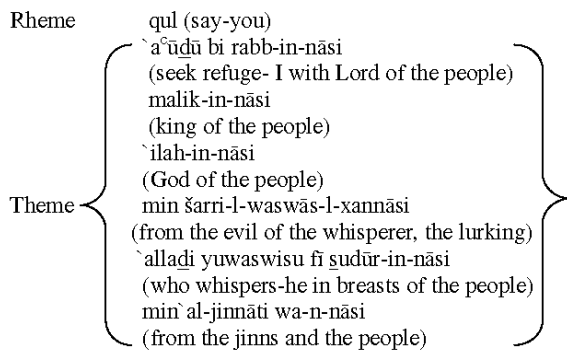 Rheme qul (say-you)
`aᶜūḏū bi rabb-in-nāsi
(seek refuge- I with Lord of the people)
malik-in-nāsi
(king of the people)
`ilah-in-nāsi
(God of the people)
Theme min šarri-l-waswās-l-xannāsi
(from the evil of the whisperer, the lurking)
`allaḏi yuwaswisu fī s̲udūr-in-nāsi
(who whispers-he in breasts of the people)
min` al-jinnāti wa-n-nāsi
(from the jinns and the people)